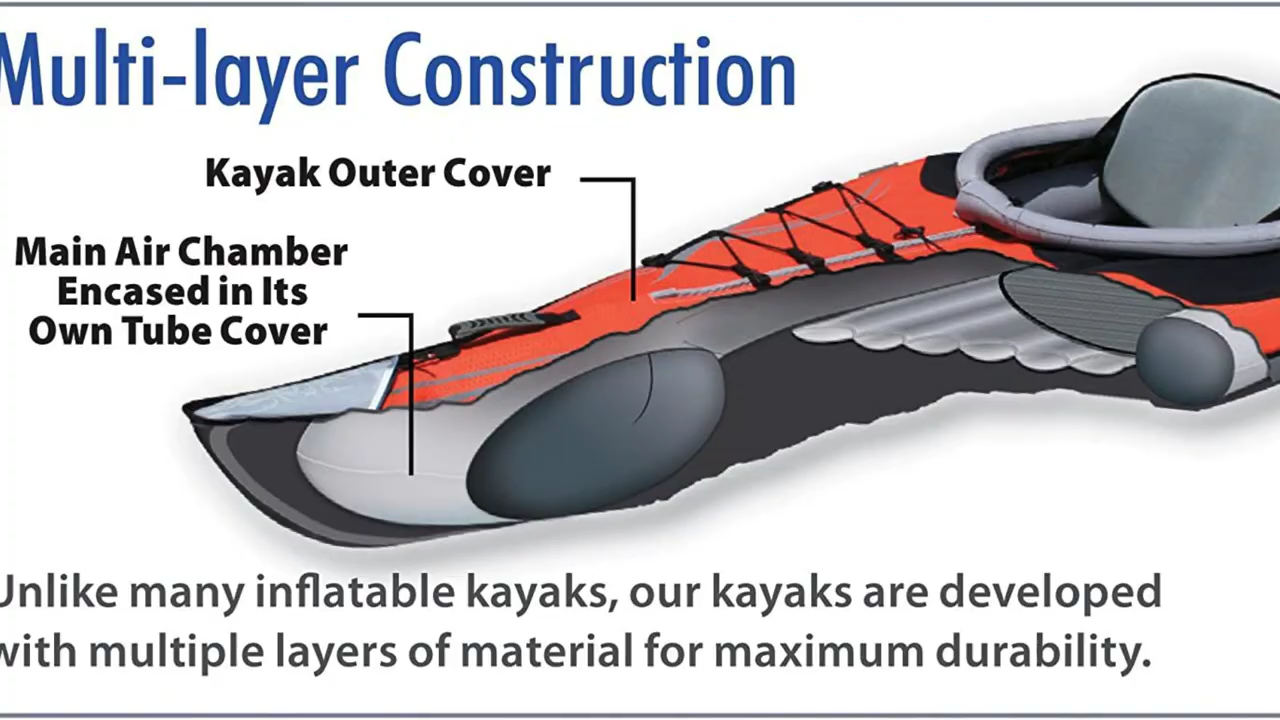 Multi-layer Construction
Kayak Outer Cover
Main Air Chamber
Encased in Its
Own Tube Cover
Unlike many inflatable kayaks, our kayaks are developed
with multiple layers of material for maximum durability.